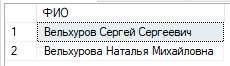 ФИО
1 Вельхуров Сергей Сергеевич
2 Вельхурова Наталья Михайловна